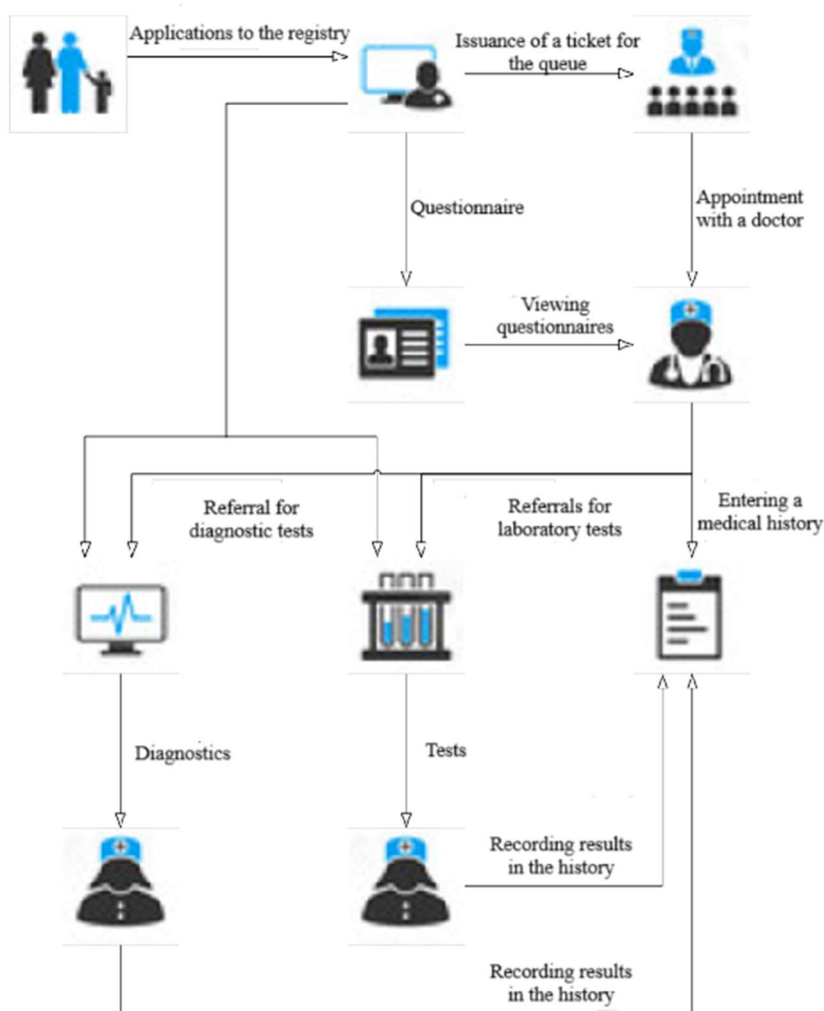 Applications to the registry
Issuance of a ticket for
the queue
Questionnaire
Appointment
with a doctor
Viewing
questionnaires
Referral for
diagnostic tests
Referrals for
laboratory tests
Entering a
medical history
Diagnostics
Tests
Recording results
in the history
Recording results
in the history